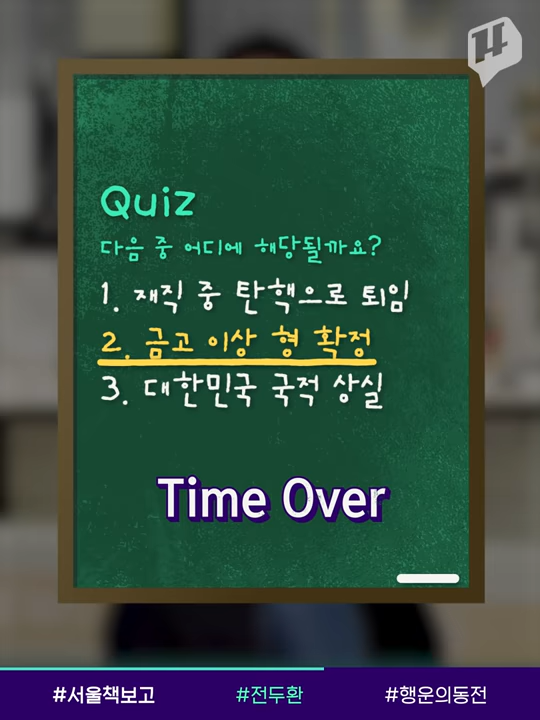 Quiz
다음 중 어디에 해당될까요?
1. 재직 중 탄핵으로 퇴임
2. 금고 이상 형 확정
3. 대한민국 국적 상실
Time Over
#서울책보고 #전두환 #행운의동전